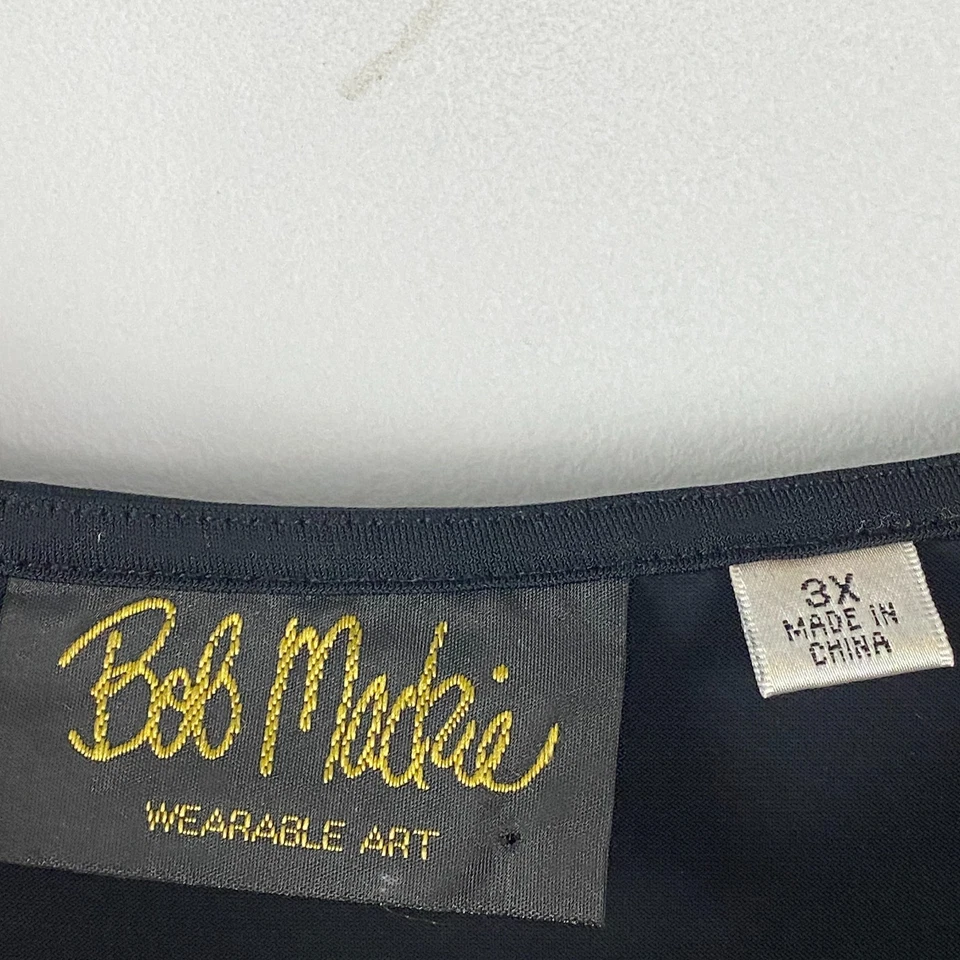 Bob Mackie
WEARABLE ART
3X
MADE IN
CHINA